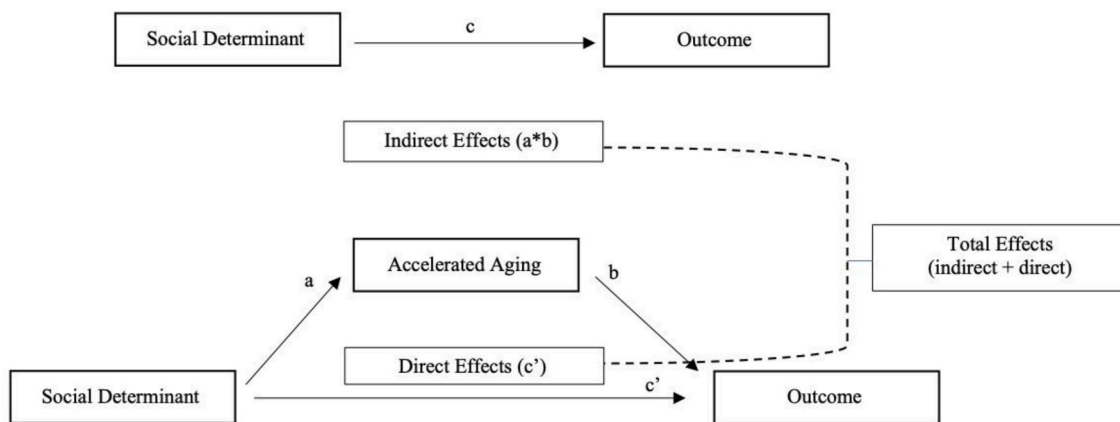 c
Social Determinant
Outcome
Indirect Effects (a*b)
Total Effects
(indirect + direct)
Accelerated Aging
a
b
Direct Effects (c’)
c’
Social Determinant
Outcome